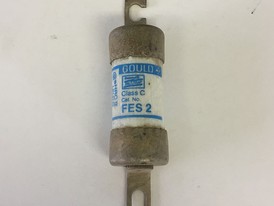 GOULD
Class C
Cat. No.
FES 2